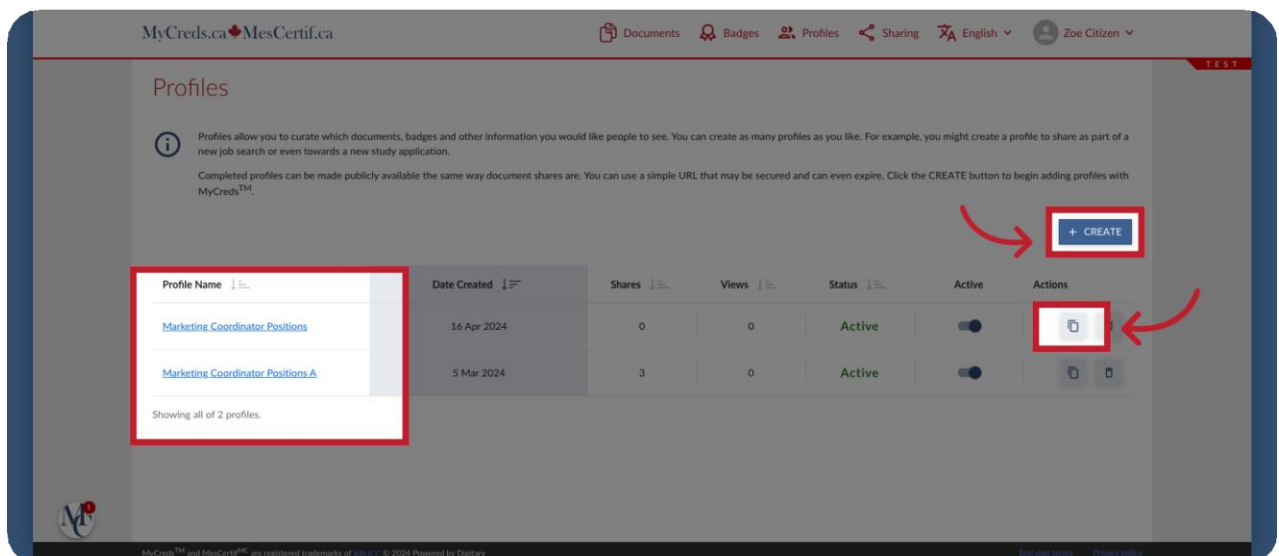 MyCreds.ca MesCertif.ca
Documents Badges Profiles Sharing English Zoe Citizen
TEST
Profiles
Profiles allow you to curate which documents, badges and other information you would like people to see. You can create as many profiles as you like. For example, you might create a profile to share as part of a
new job search or even towards a new study application.
Completed profiles can be made publicly available the same way document shares are. You can use a simple URL that may be secured and can even expire. Click the CREATE button to begin adding profiles with
MyCreds™.
+ CREATE
Profile Name Date Created Shares Views Status Active Actions
Marketing Coordinator Positions 16 Apr 2024 0 0 Active
Marketing Coordinator Positions A 5 Mar 2024 3 0 Active
Showing all of 2 profiles.
1
MyCreds™ and MesCertif^MC are registered trademarks of ARUCC © 2024 Powered by Digitary End user terms Privacy policy